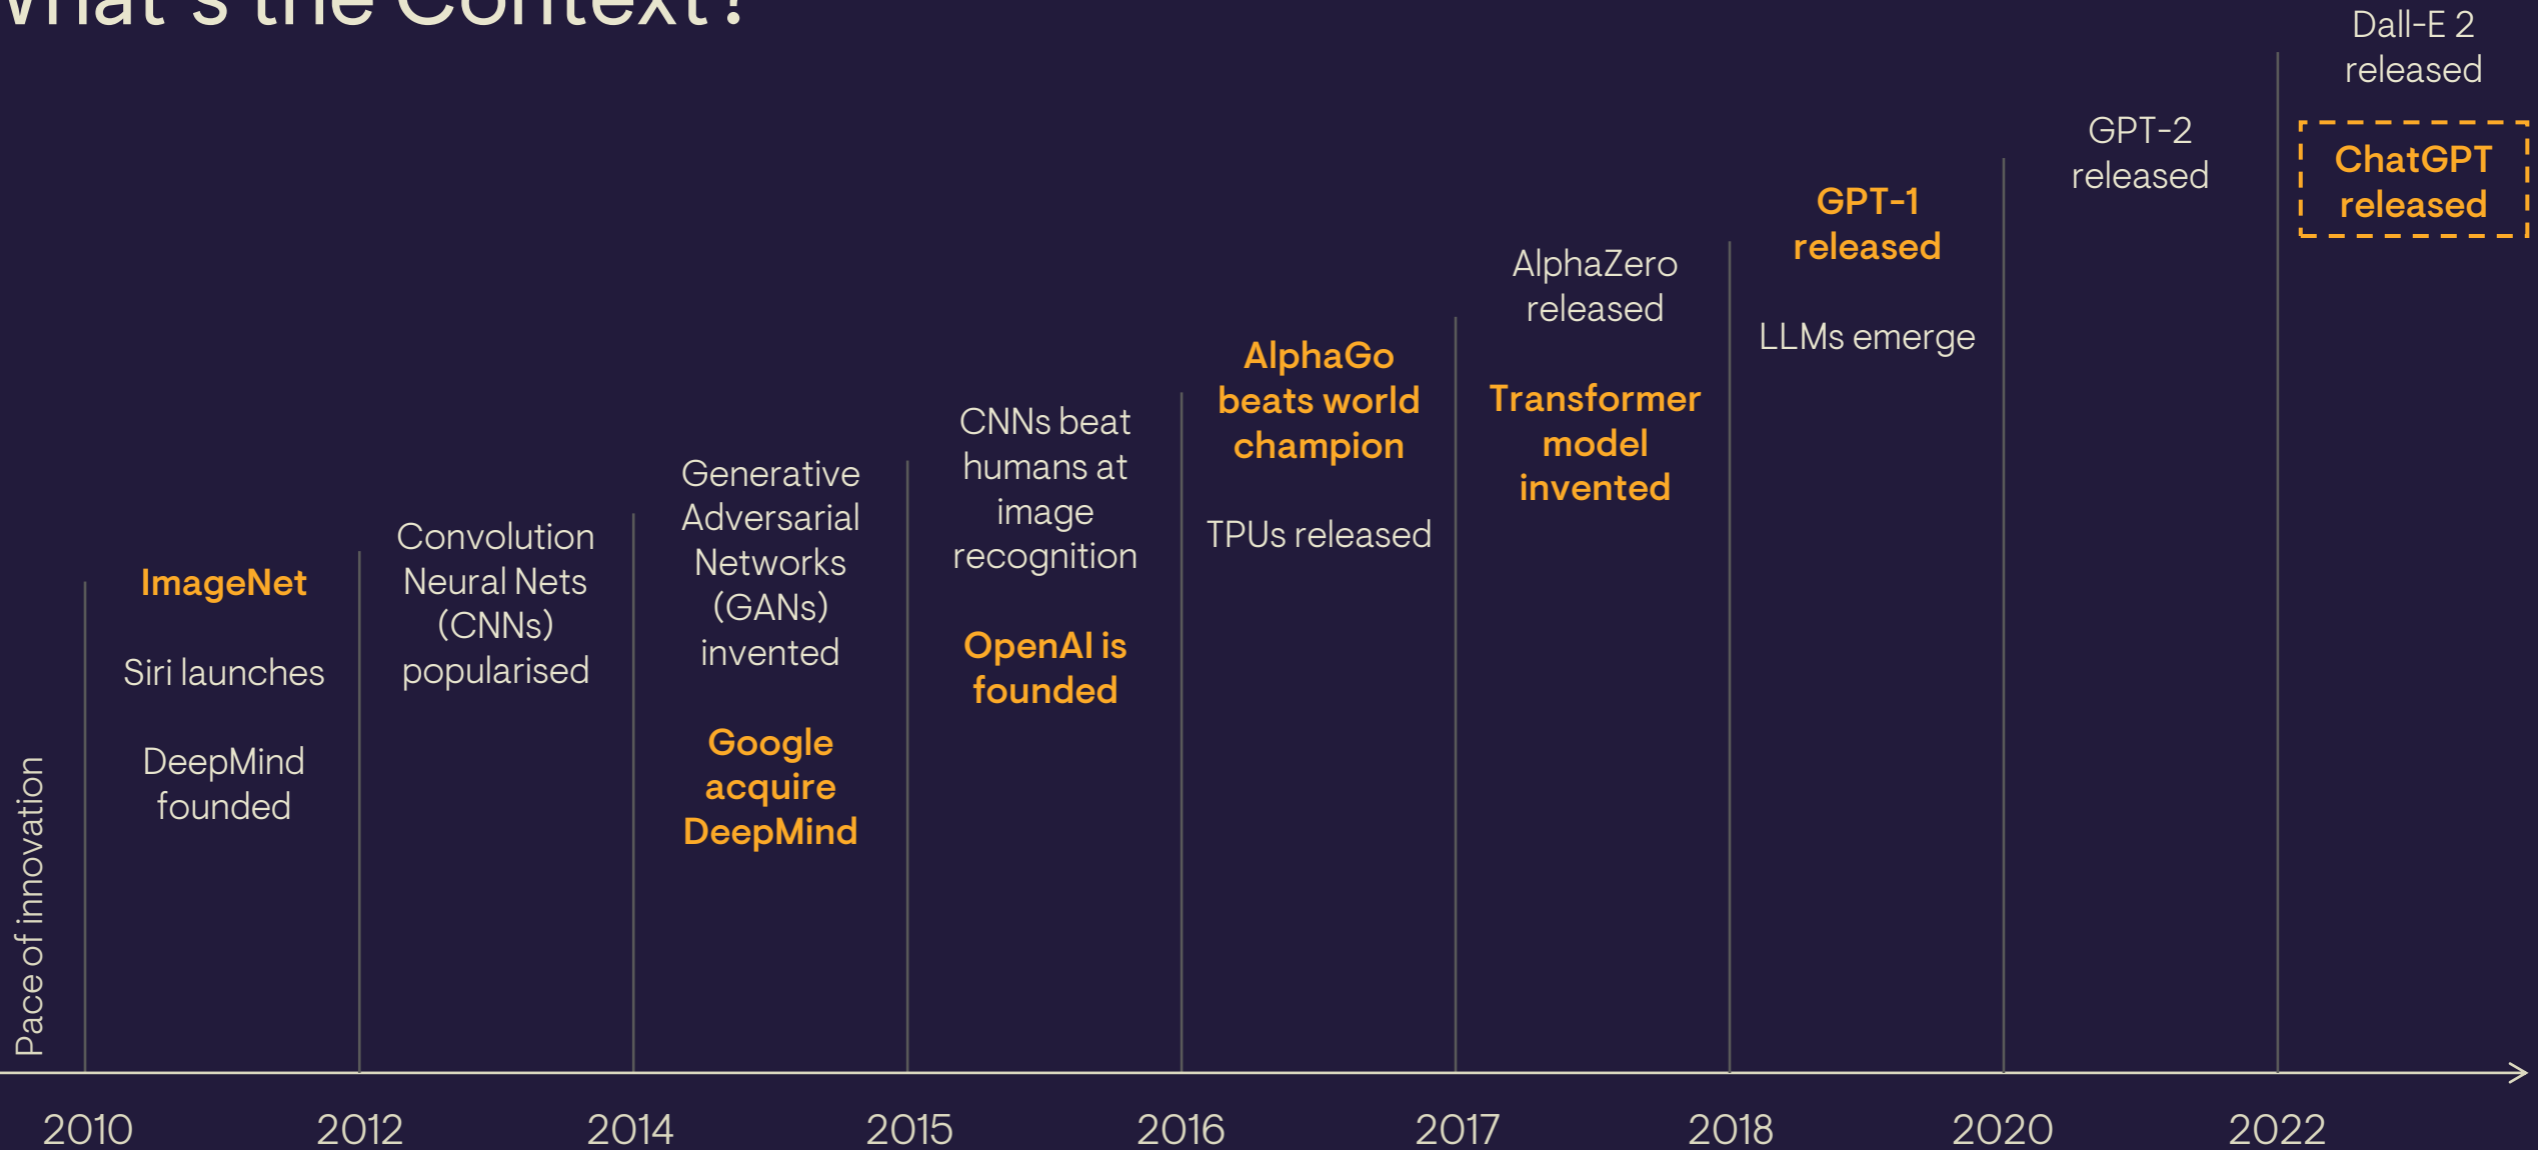 What's the Context?
Dall-E 2
released
ChatGPT
released
GPT-2
released
GPT-1
released
LLMs emerge
AlphaZero
released
Transformer
model
invented
AlphaGo
beats world
champion
TPUs released
CNNs beat
humans at
image
recognition
OpenAI is
founded
Generative
Adversarial
Networks
(GANs)
invented
Google
acquire
DeepMind
Convolution
Neural Nets
(CNNs)
popularised
ImageNet
Siri launches
DeepMind
founded
Pace of innovation
2010
2012
2014
2015
2016
2017
2018
2020
2022